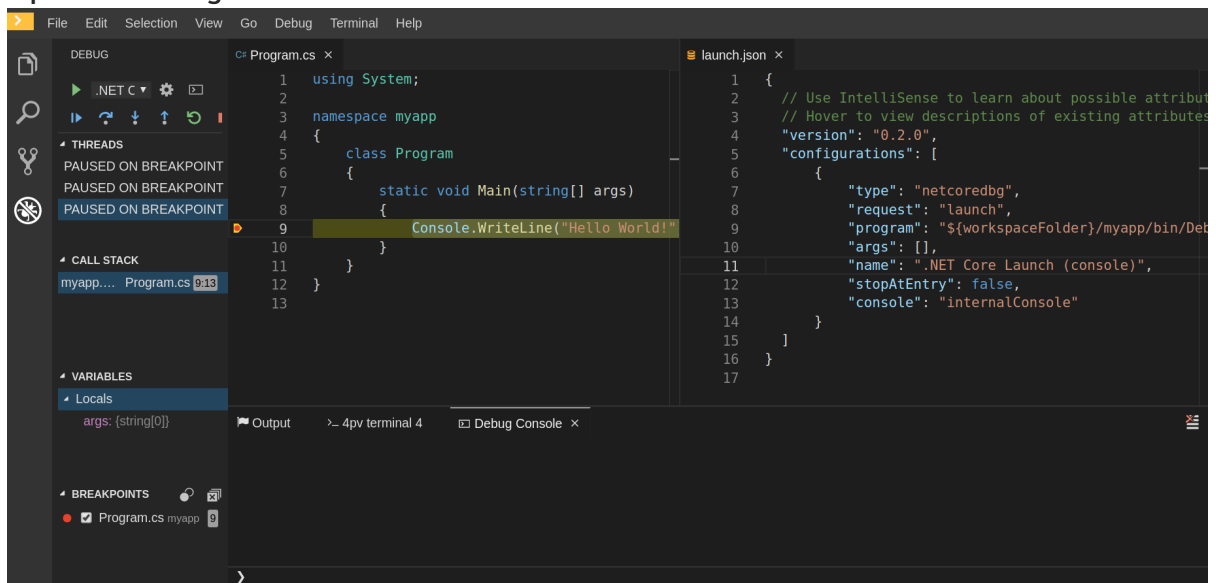 File Edit Selection View Go Debug Terminal Help
DEBUG
.NET C
THREADS
PAUSED ON BREAKPOINT
PAUSED ON BREAKPOINT
PAUSED ON BREAKPOINT
CALL STACK
myapp.... Program.cs 9:13
VARIABLES
Locals
args: {string[0]}
BREAKPOINTS
Program.cs myapp 9
C# Program.cs ×
1 using System;
2
3 namespace myapp
4 {
5 class Program
6 {
7 static void Main(string[] args)
8 {
9 Console.WriteLine("Hello World!"
10 }
11 }
12 }
13
launch.json ×
1 {
2 // Use IntelliSense to learn about possible attribut
3 // Hover to view descriptions of existing attributes
4 "version": "0.2.0",
5 "configurations": [
6 {
7 "type": "netcoredbg",
8 "request": "launch",
9 "program": "${workspaceFolder}/myapp/bin/Deb
10 "args": [],
11 "name": ".NET Core Launch (console)",
12 "stopAtEntry": false,
13 "console": "internalConsole"
14 }
15 ]
16 }
17
Output >_ 4pv terminal 4 Debug Console ×
❯